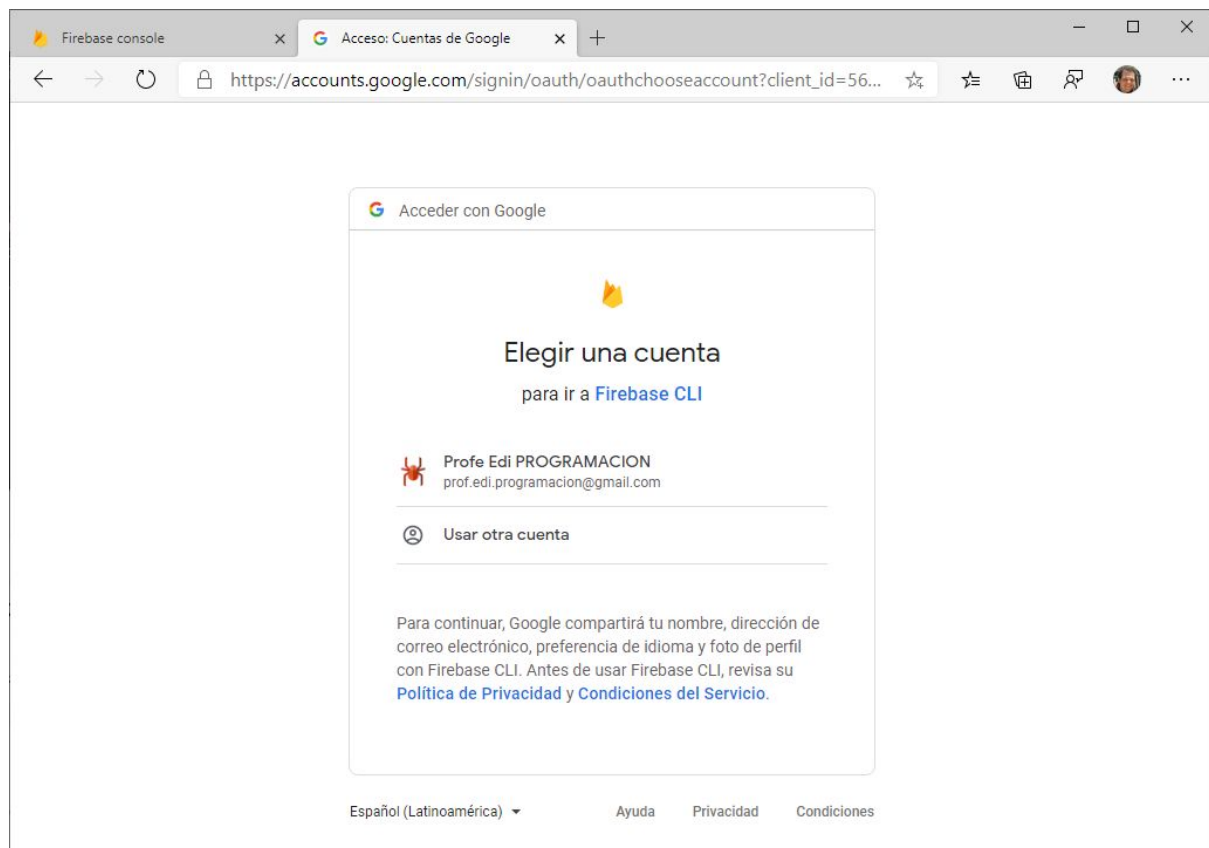 Firebase console
Acceso: Cuentas de Google
https://accounts.google.com/signin/oauth/oauthchooseaccount?client_id=56...
Acceder con Google
Elegir una cuenta
para ir a Firebase CLI
Profe Edi PROGRAMACION
prof.edi.programacion@gmail.com
Usar otra cuenta
Para continuar, Google compartirá tu nombre, dirección de
correo electrónico, preferencia de idioma y foto de perfil
con Firebase CLI. Antes de usar Firebase CLI, revisa su
Política de Privacidad y Condiciones del Servicio.
Español (Latinoamérica) Ayuda Privacidad Condiciones